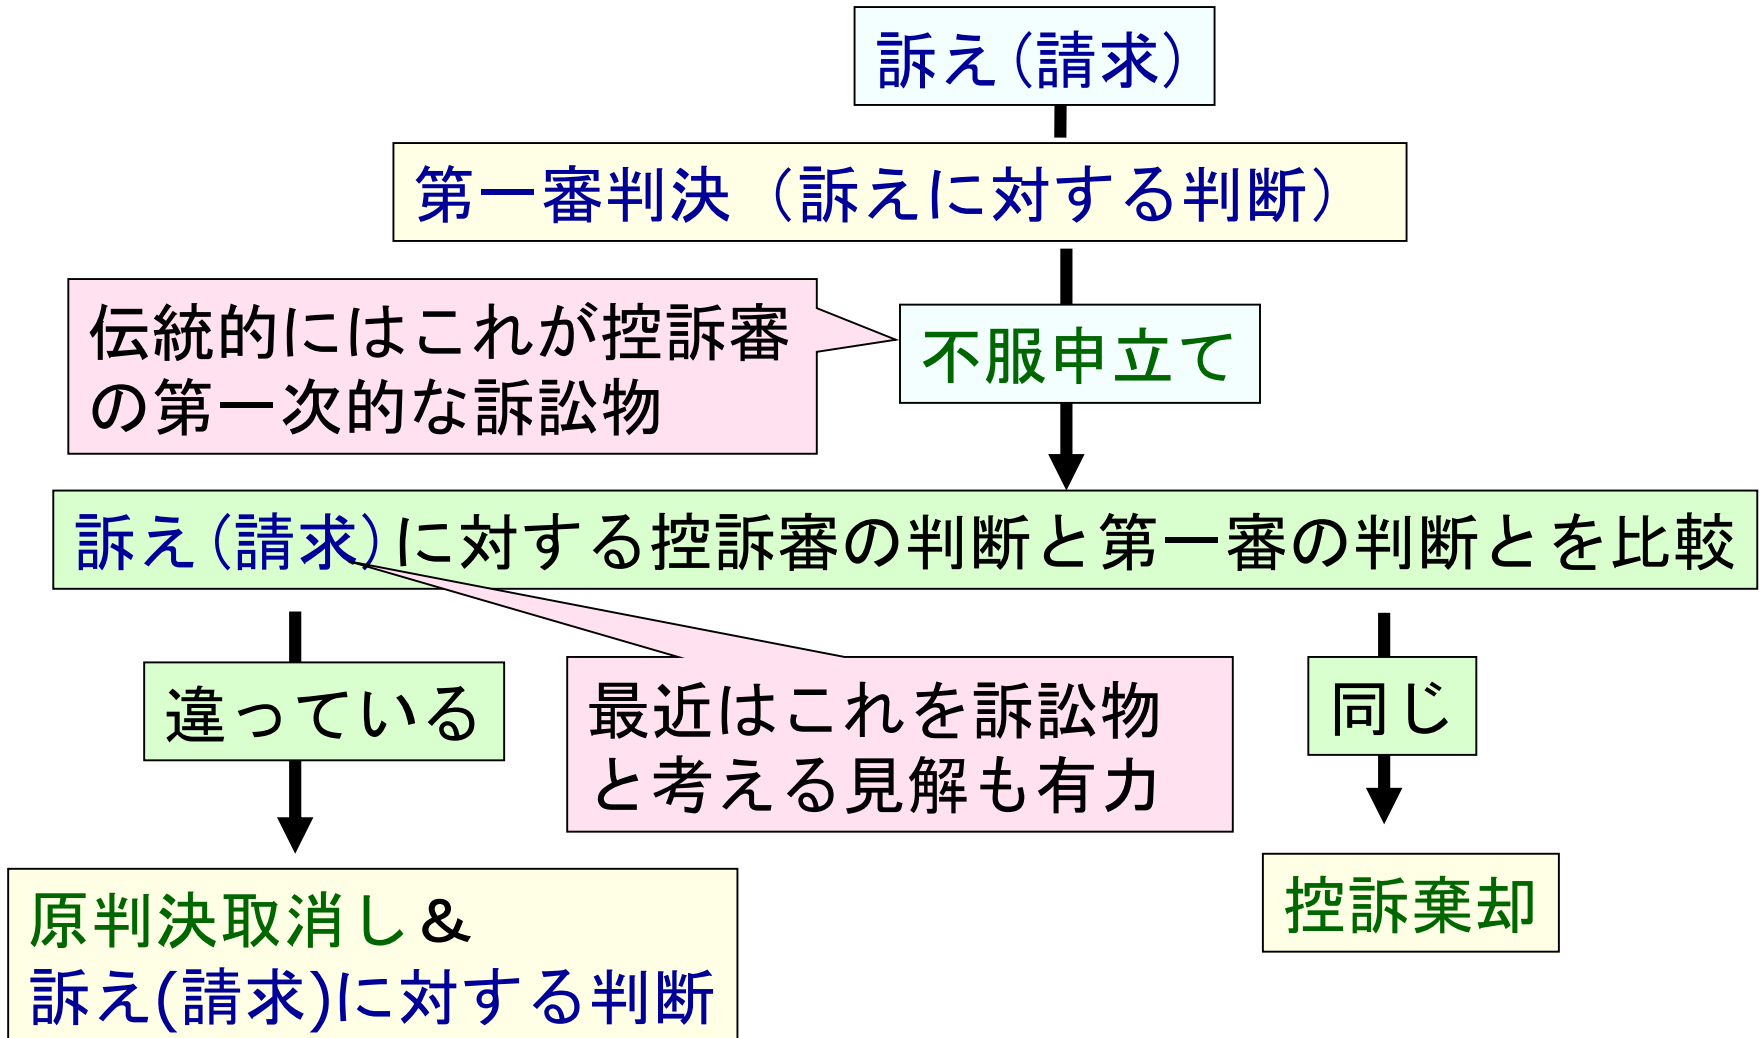 訴え(請求)
第一審判決（訴えに対する判断）
伝統的にはこれが控訴審
の第一次的な訴訟物
不服申立て
訴え(請求)に対する控訴審の判断と第一審の判断とを比較
違っている
最近はこれを訴訟物
と考える見解も有力
同じ
原判決取消し&
訴え(請求)に対する判断
控訴棄却